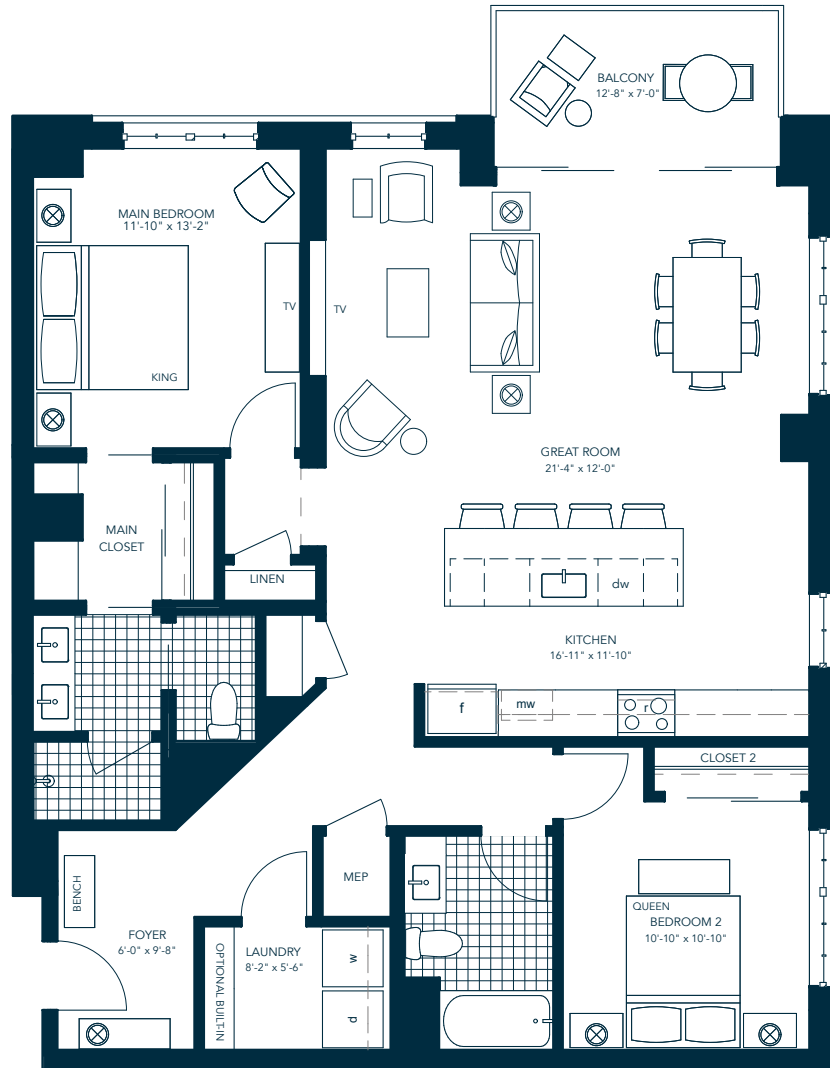 BALCONY
12'-8" x 7'-0"
MAIN BEDROOM
11'-10" x 13'-2"
TV
TV
KING
GREAT ROOM
21'-4" x 12'-0"
MAIN
CLOSET
LINEN
dw
KITCHEN
16'-11" x 11'-10"
f
mw
r
CLOSET 2
MEP
BENCH
QUEEN
BEDROOM 2
10'-10" x 10'-10"
FOYER
6'-0" x 9'-8"
OPTIONAL BUILT-IN
LAUNDRY
8'-2" x 5'-6"
w
d